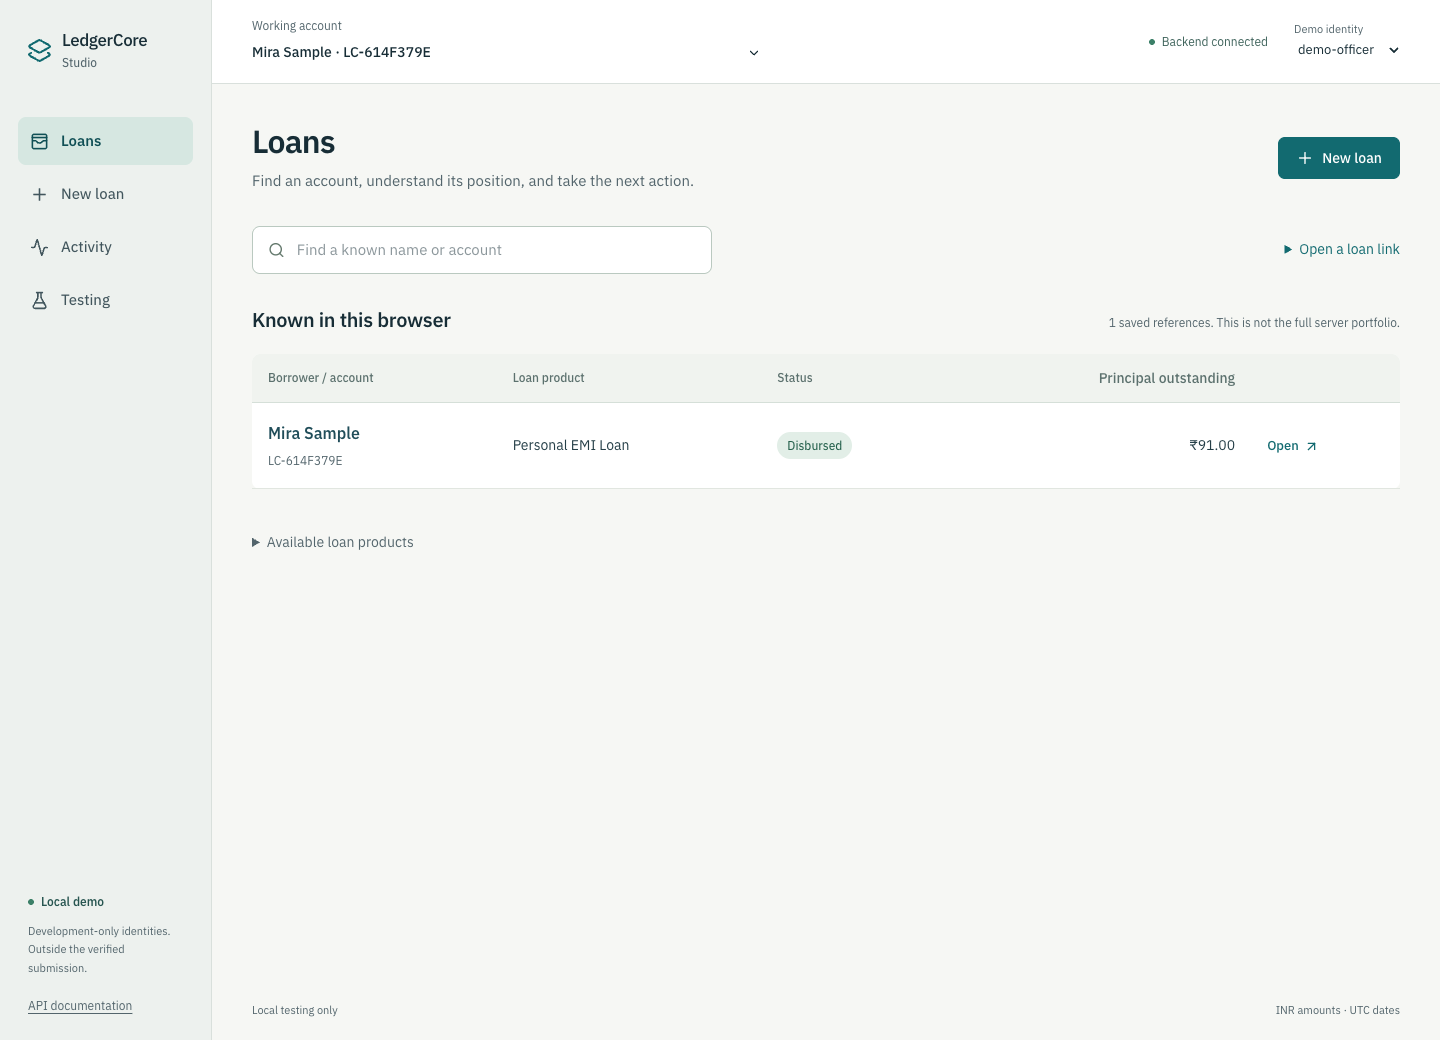 LedgerCore
Studio
Loans
New loan
Activity
Testing
Local demo
Development-only identities.
Outside the verified
submission.
API documentation
Working account
Mira Sample · LC-614F379E
Backend connected
Demo identity
demo-officer
Loans
Find an account, understand its position, and take the next action.
New loan
Find a known name or account
Open a loan link
Known in this browser
1 saved references. This is not the full server portfolio.
Borrower / account Loan product Status Principal outstanding
Mira Sample
LC-614F379E
Personal EMI Loan
Disbursed
₹91.00
Open
Available loan products
Local testing only
INR amounts · UTC dates